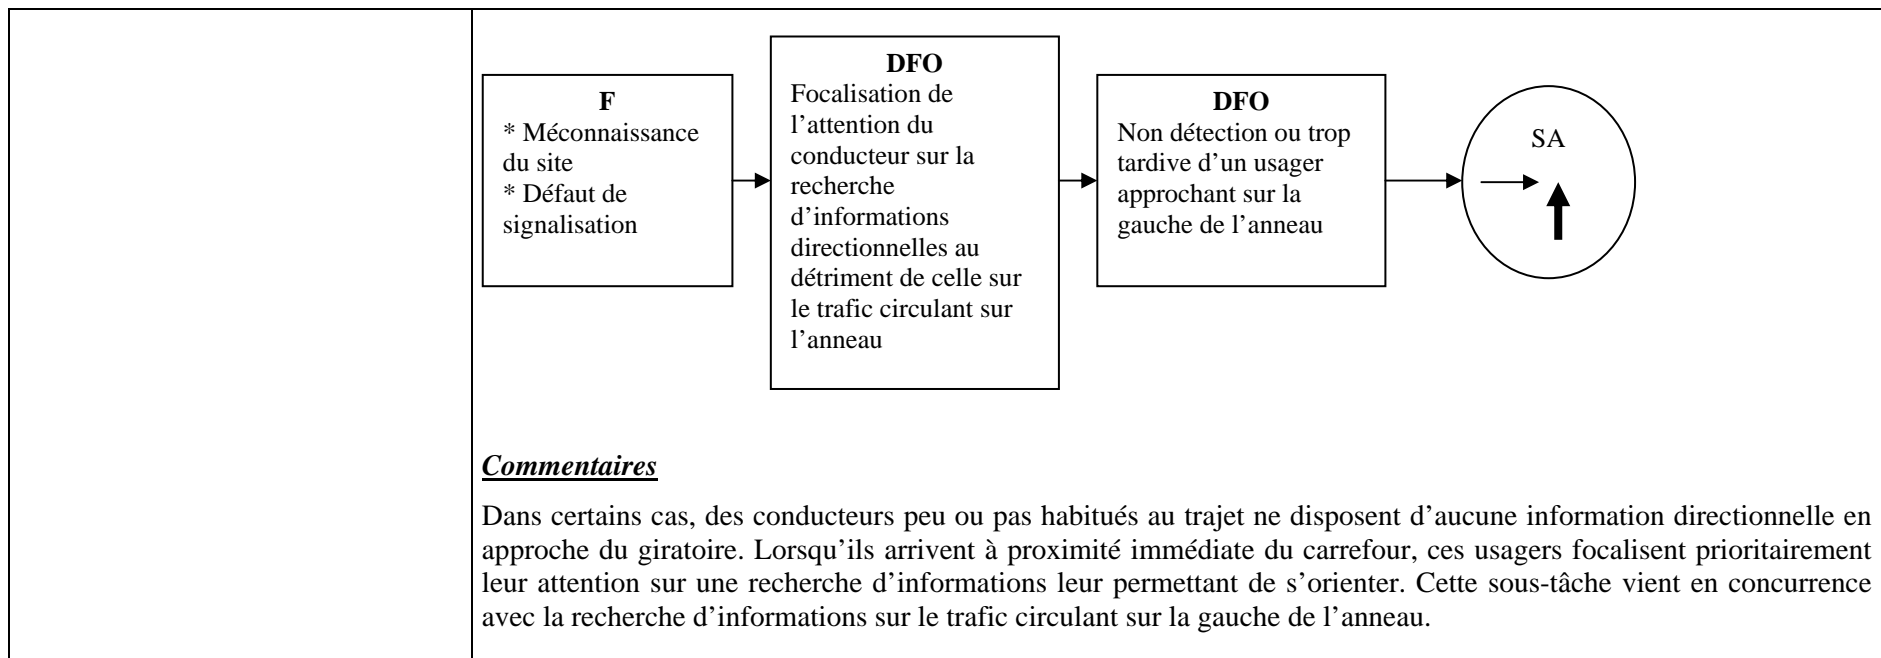 F
* Méconnaissance
du site
* Défaut de
signalisation
DFO
Focalisation de
l’attention du
conducteur sur la
recherche
d’informations
directionnelles au
détriment de celle sur
le trafic circulant sur
l’anneau
DFO
Non détection ou trop
tardive d’un usager
approchant sur la
gauche de l’anneau
SA
Commentaires
Dans certains cas, des conducteurs peu ou pas habitués au trajet ne disposent d’aucune information directionnelle en
approche du giratoire. Lorsqu’ils arrivent à proximité immédiate du carrefour, ces usagers focalisent prioritairement
leur attention sur une recherche d’informations leur permettant de s’orienter. Cette sous-tâche vient en concurrence
avec la recherche d’informations sur le trafic circulant sur la gauche de l’anneau.